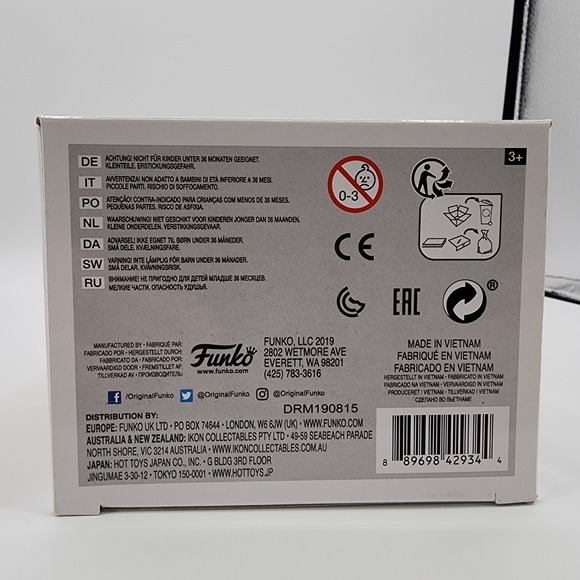 DE ACHTUNG! NICHT FÜR KINDER UNTER 36 MONATEN GEEIGNET.
KLEINTEILE. ERSTICKUNGSGEFAHR.
IT AVVERTENZA! NON ADATTO A BAMBINI DI ETÀ INFERIORE A 36 MESI.
PICCOLE PARTI. RISCHIO DI SOFFOCAMENTO.
PO ATENÇÃO! CONTRA-INDICADO PARA CRIANÇAS COM MENOS DE 36 MESES.
PEQUENAS PARTES. RISCO DE ASFIXIA.
NL WAARSCHUWING! NIET GESCHIKT VOOR KINDEREN JONGER DAN 36 MAANDEN.
KLEINE ONDERDELEN. VERSTIKKINGSGEVAAR.
DA ADVARSEL! IKKE EGNET TIL BØRN UNDER 36 MÅNEDER.
SMÅ DELE. KVÆLNINGSFARE.
SW VARNING! INTE LÄMPLIG FÖR BARN UNDER 36 MÅNADER.
SMÅ DELAR. KVÄVNINGSRISK.
RU ВНИМАНИЕ! НЕ ПРИГОДНО ДЛЯ ДЕТЕЙ МЛАДШЕ 36 МЕСЯЦЕВ.
МЕЛКИЕ ЧАСТИ. ОПАСНОСТЬ УДУШЬЯ.
0-3
3+
CE
EAC
®
MANUFACTURED BY • FABRIQUÉ PAR:
FABRICADO POR • HERGESTELLT DURCH:
FABBRICATO DA • FABRICADO POR:
VERVAARDIGD DOOR • FREMSTILLET AF:
TILLVERKAD AV • ПРОИЗВОДИТЕЛЬ:
Funko
www.funko.com
FUNKO, LLC 2019
2802 WETMORE AVE
EVERETT, WA 98201
(425) 783-3616
/OriginalFunko @OriginalFunko @OriginalFunko
DRM190815
MADE IN VIETNAM
FABRIQUÉ EN VIETNAM
FABRICADO EN VIETNAM
HERGESTELLT IN VIETNAM • FABBRICATO IN VIETNAM
FABRICADO NA VIETNAM • VERVAARDIGD IN VIETNAM
PRODUCERET I VIETNAM • TILLVERKAD I VIETNAM
СДЕЛАНО ВО ВЬЕТНАМЕ
DISTRIBUTION BY:
EUROPE: FUNKO UK LTD • PO BOX 74644 • LONDON, W6 6JW (UK) • WWW.FUNKO.COM
AUSTRALIA & NEW ZEALAND: IKON COLLECTABLES PTY LTD • 49-59 SEABEACH PARADE
NORTH SHORE, VIC 3214 AUSTRALIA • WWW.IKONCOLLECTABLES.COM.AU
JAPAN: HOT TOYS JAPAN CO., INC. • G BLDG 3RD FLOOR
JINGUMAE 3-30-12 • TOKYO 150-0001 • WWW.HOTTOYS.JP
8 89698 42934 4